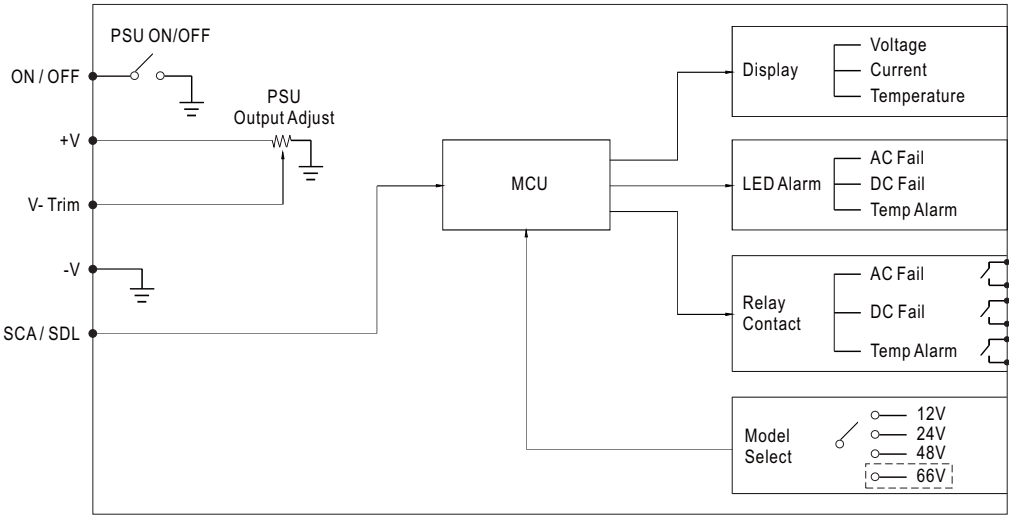 PSU ON/OFF
ON / OFF
PSU
Output Adjust
+V
V- Trim
-V
SCA / SDL
MCU
Display
Voltage
Current
Temperature
LED Alarm
AC Fail
DC Fail
Temp Alarm
Relay
Contact
AC Fail
DC Fail
Temp Alarm
Model
Select
12V
24V
48V
66V